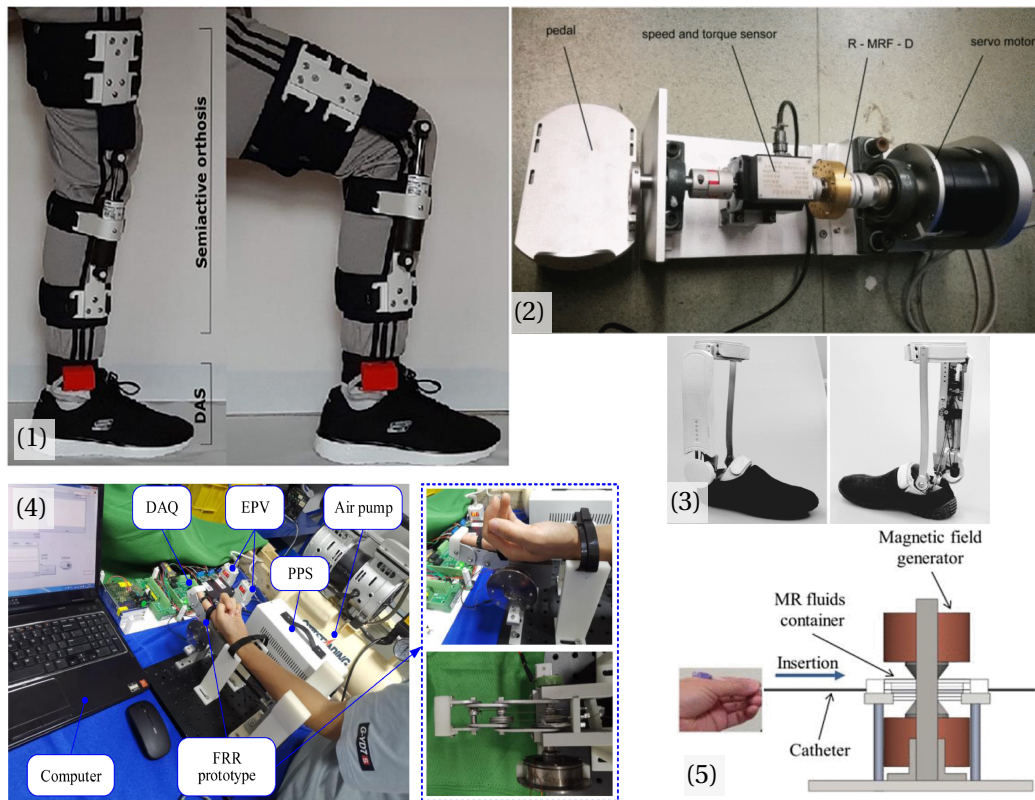 Semiactive orthosis
DAS
(1)
pedal
speed and torque sensor
R - MRF - D
servo motor
(2)
(3)
(4)
DAQ
EPV
Air pump
PPS
Computer
FRR
prototype
G-YD7 S
Magnetic field
generator
MR fluids
container
Insertion
Catheter
(5)